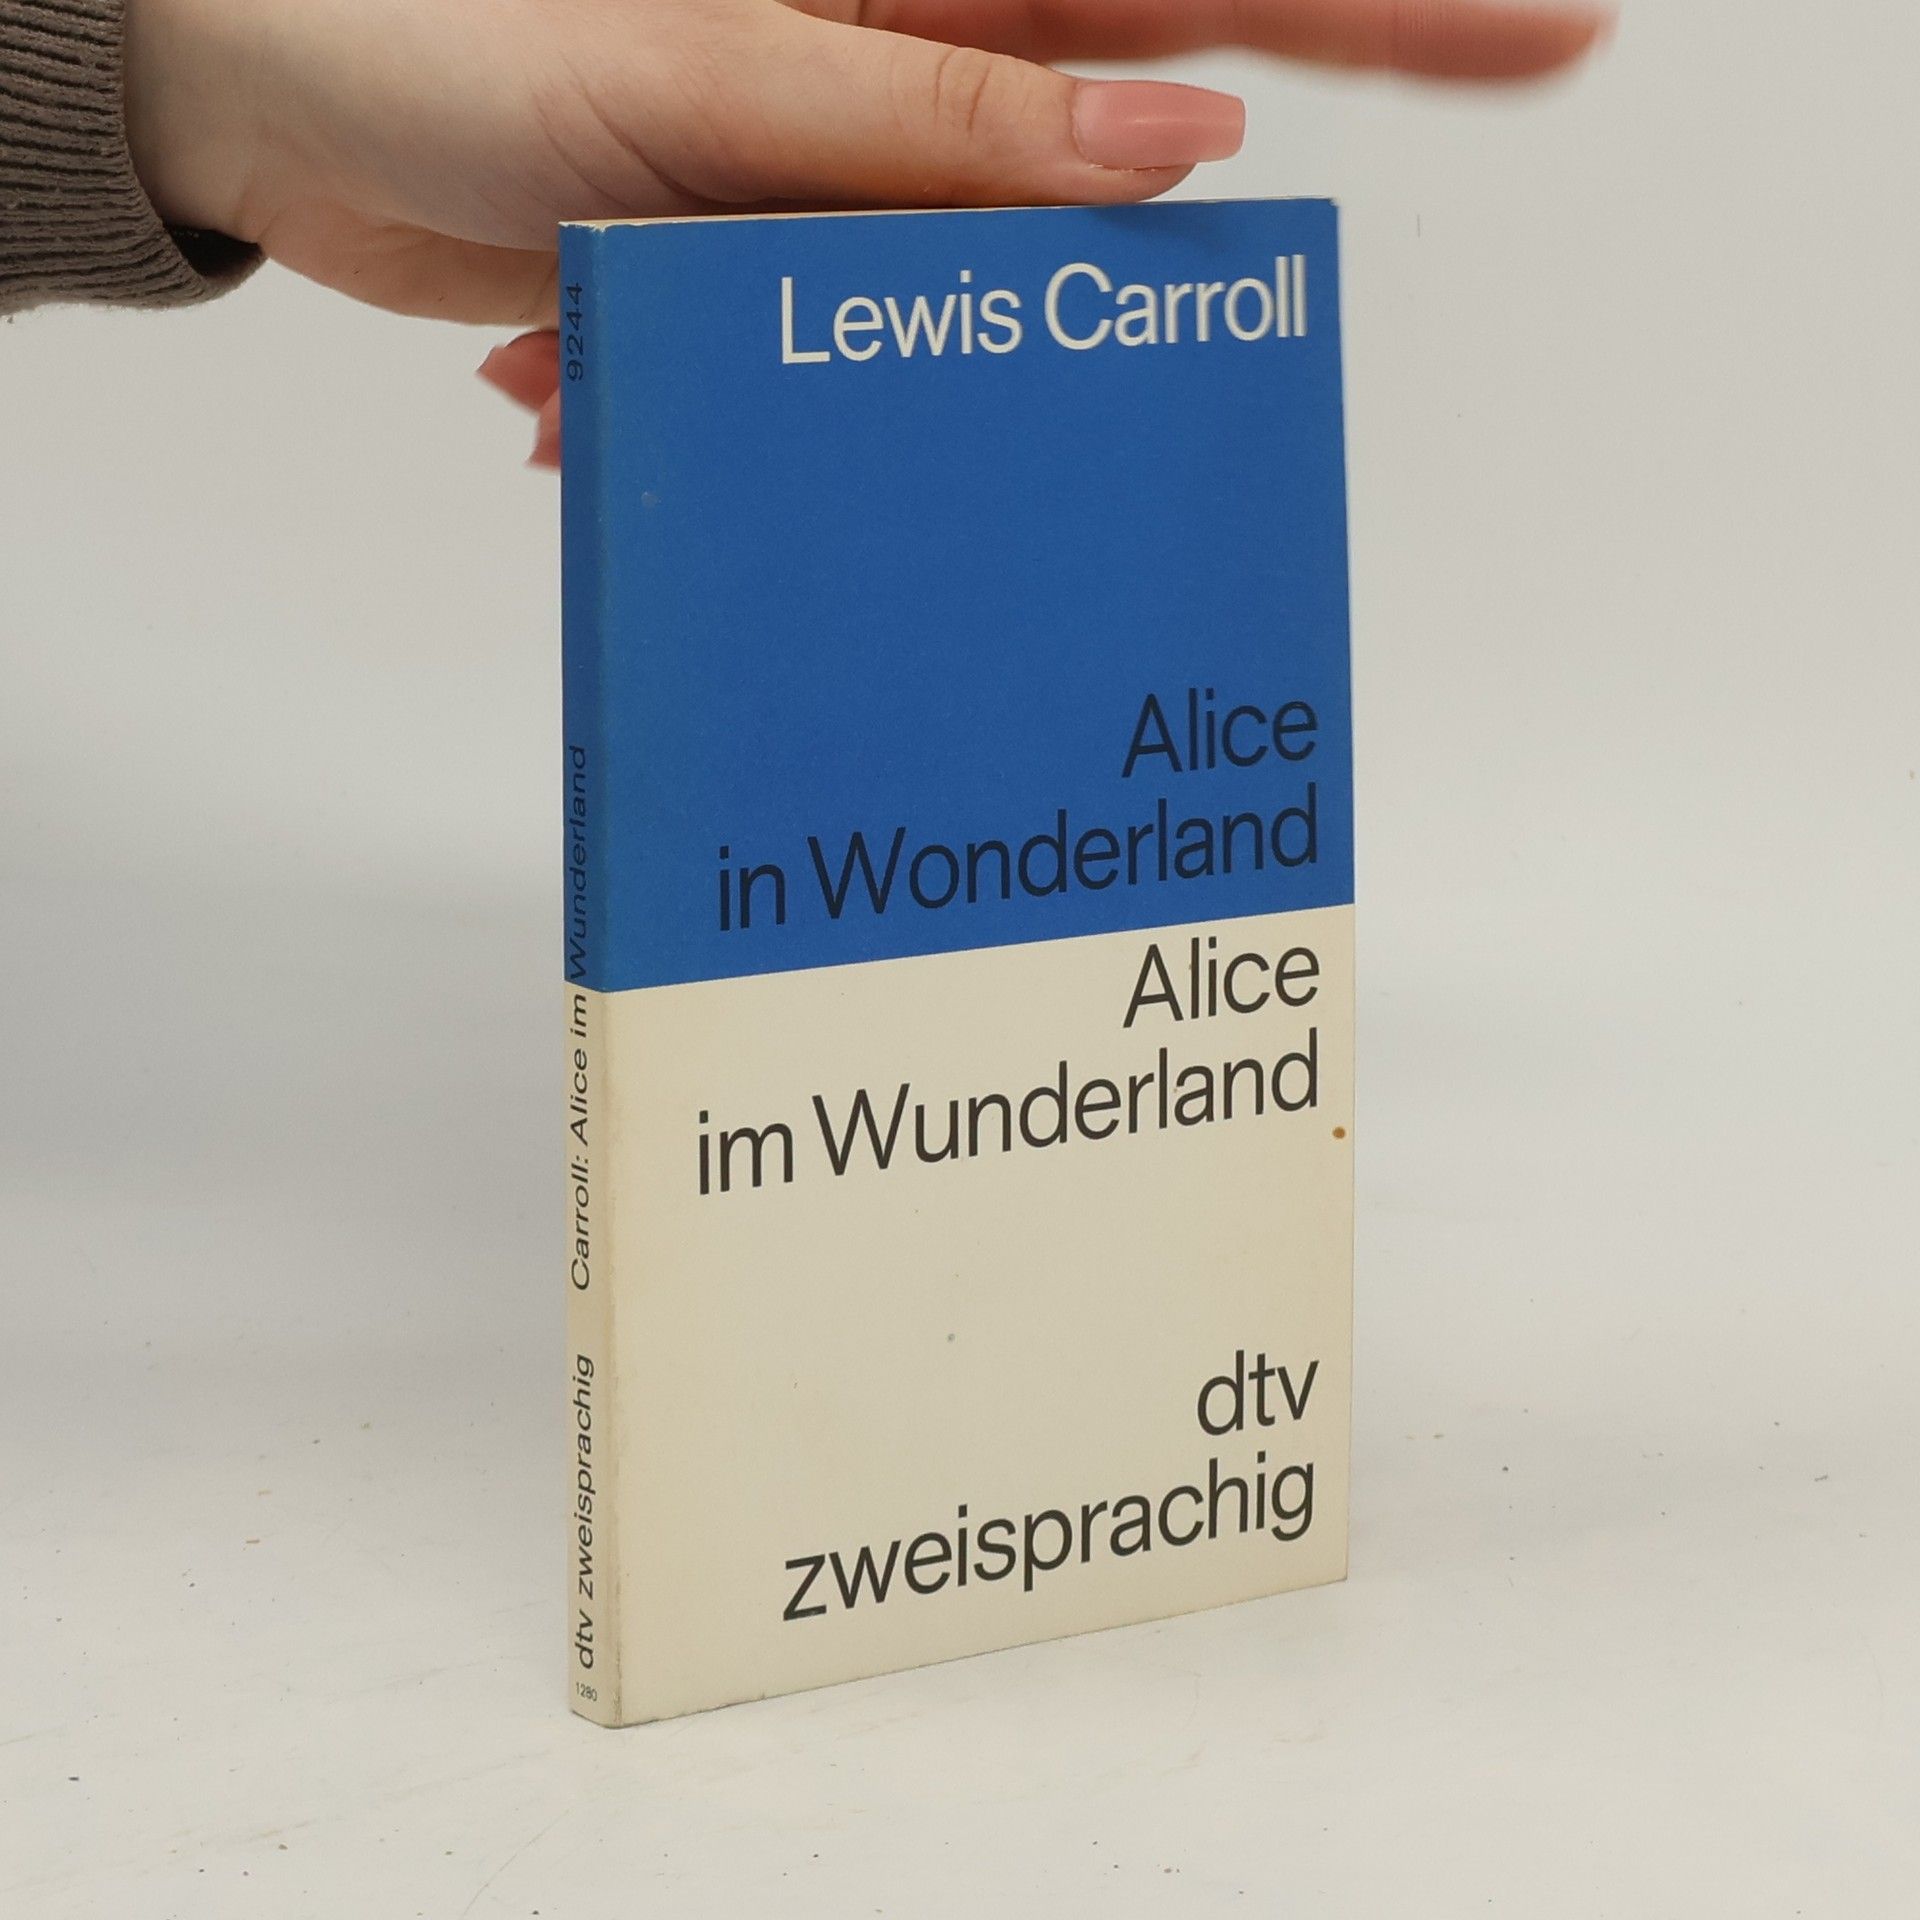 Lewis Carroll
Alice
in Wonderland
Alice
im Wunderland
dtv
zweisprachig
9244
Carroll: Alice im Wunderland
dtv zweisprachig
1280